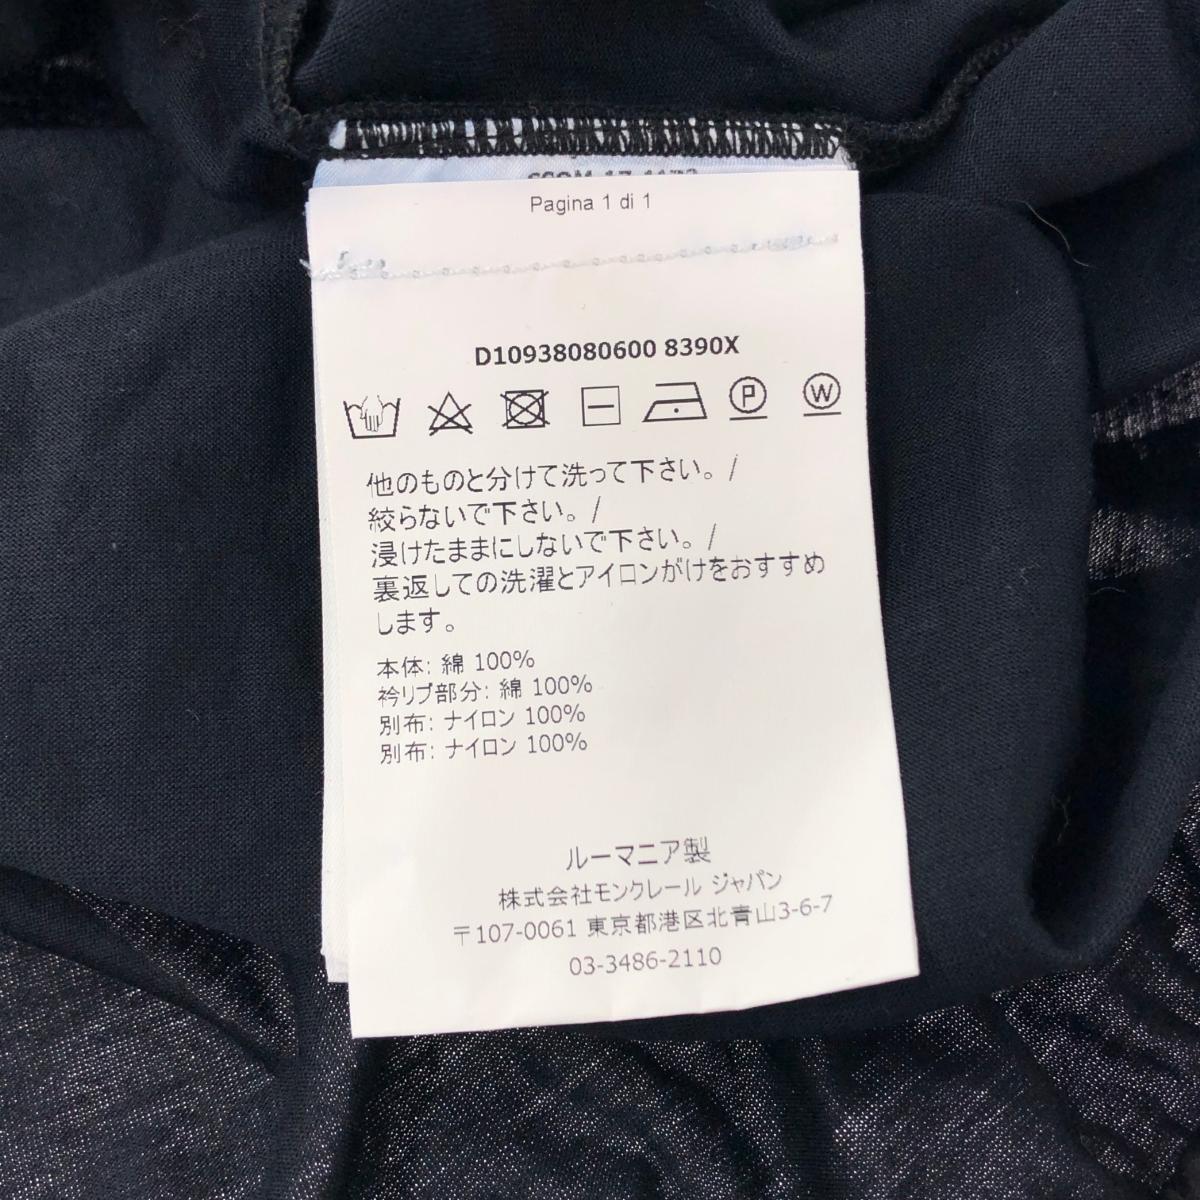 Pagina 1 di 1
D10938080600 8390X
P W
他のものと分けて洗って下さい。/
絞らないで下さい。/
浸けたままにしないで下さい。/
裏返しての洗濯とアイロンがけをおすすめ
します。
本体: 綿 100%
衿リブ部分: 綿 100%
別布: ナイロン 100%
別布: ナイロン 100%
ルーマニア製
株式会社モンクレール ジャパン
〒107-0061 東京都港区北青山3-6-7
03-3486-2110